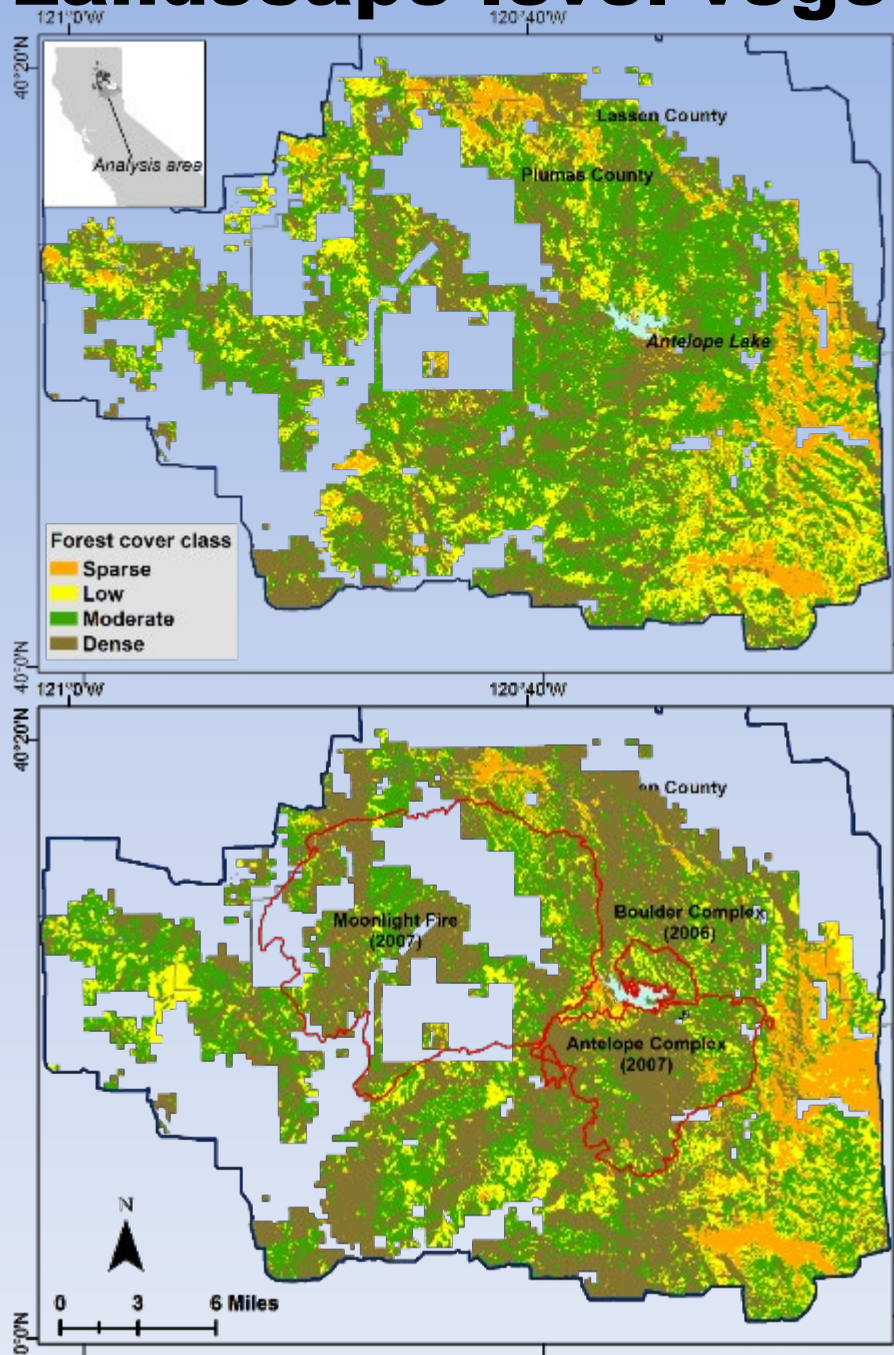 121°0'W
120°40'W
40°20'N
Analysis area
Lassen County
Plumas County
Antelope Lake
Forest cover class
Sparse
Low
Moderate
Dense
40°0'N
121°0'W
120°40'W
40°20'N
County
Moonlight Fire
(2007)
Boulder Complex
(2006)
Antelope Complex
(2007)
N
0 3 6 Miles